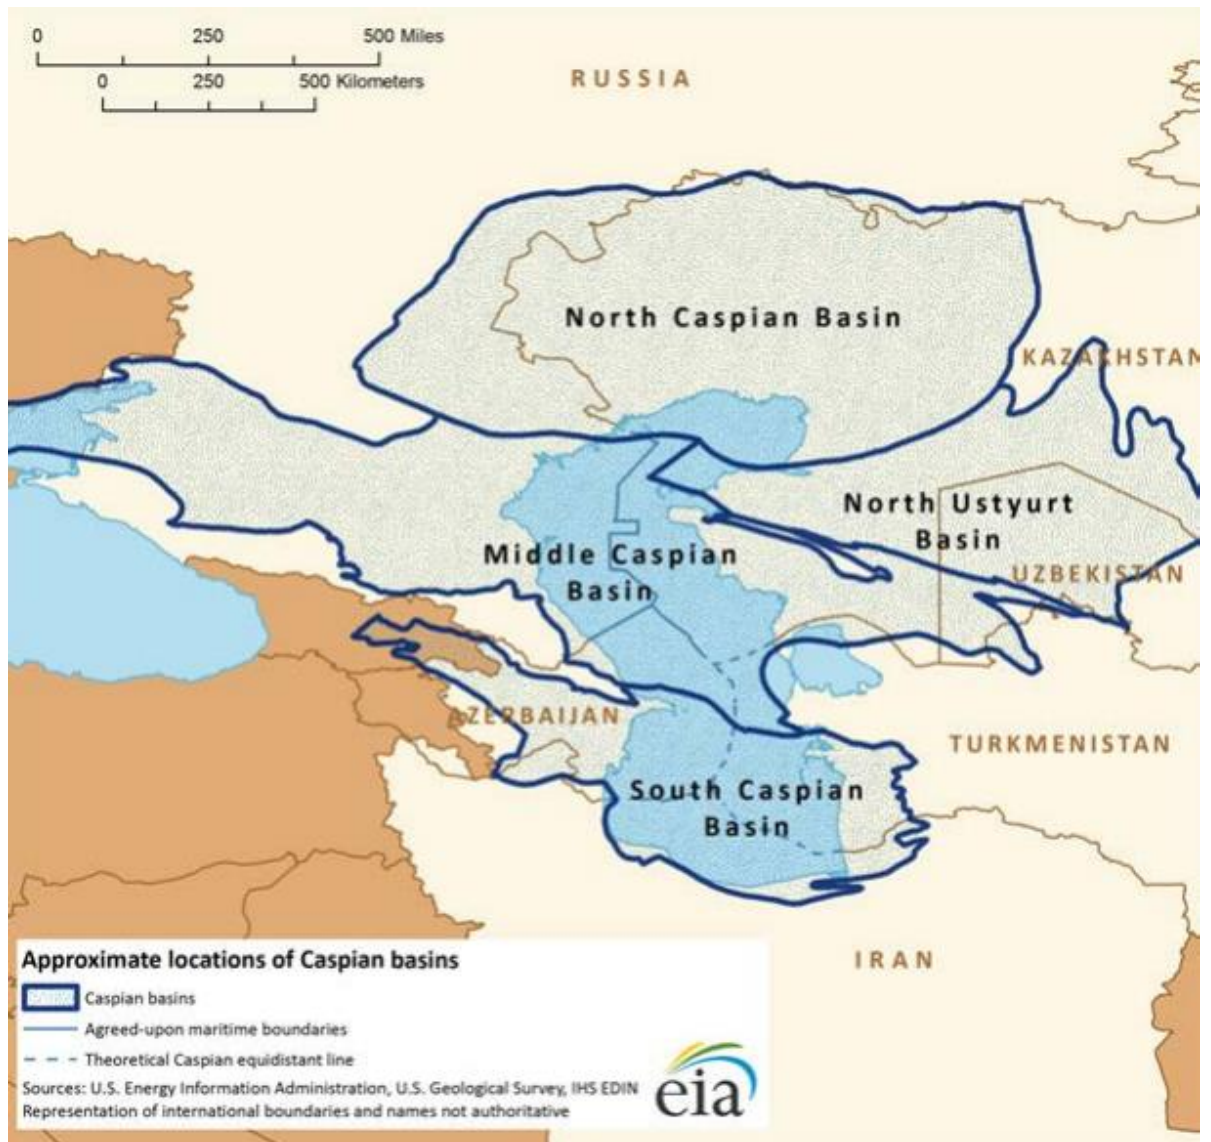 0 250 500 Miles
0 250 500 Kilometers
RUSSIA
North Caspian Basin
KAZAKHSTAN
North Ustyurt
Basin
Middle Caspian
Basin
UZBEKISTAN
AZERBAIJAN
TURKMENISTAN
South Caspian
Basin
IRAN
Approximate locations of Caspian basins
Caspian basins
Agreed-upon maritime boundaries
Theoretical Caspian equidistant line
Sources: U.S. Energy Information Administration, U.S. Geological Survey, IHS EDIN
Representation of international boundaries and names not authoritative
eia